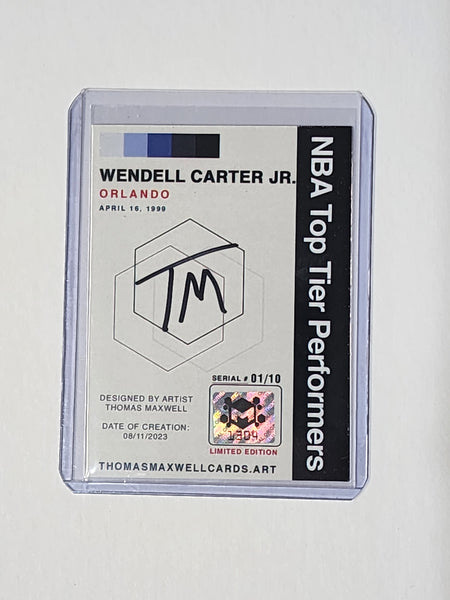 WENDELL CARTER JR.
ORLANDO
APRIL 16, 1999
NBA Top Tier Performers
TM
SERIAL # 01/10
DESIGNED BY ARTIST
THOMAS MAXWELL
DATE OF CREATION:
08/11/2023
1304
LIMITED EDITION
THOMASMAXWELLCARDS.ART